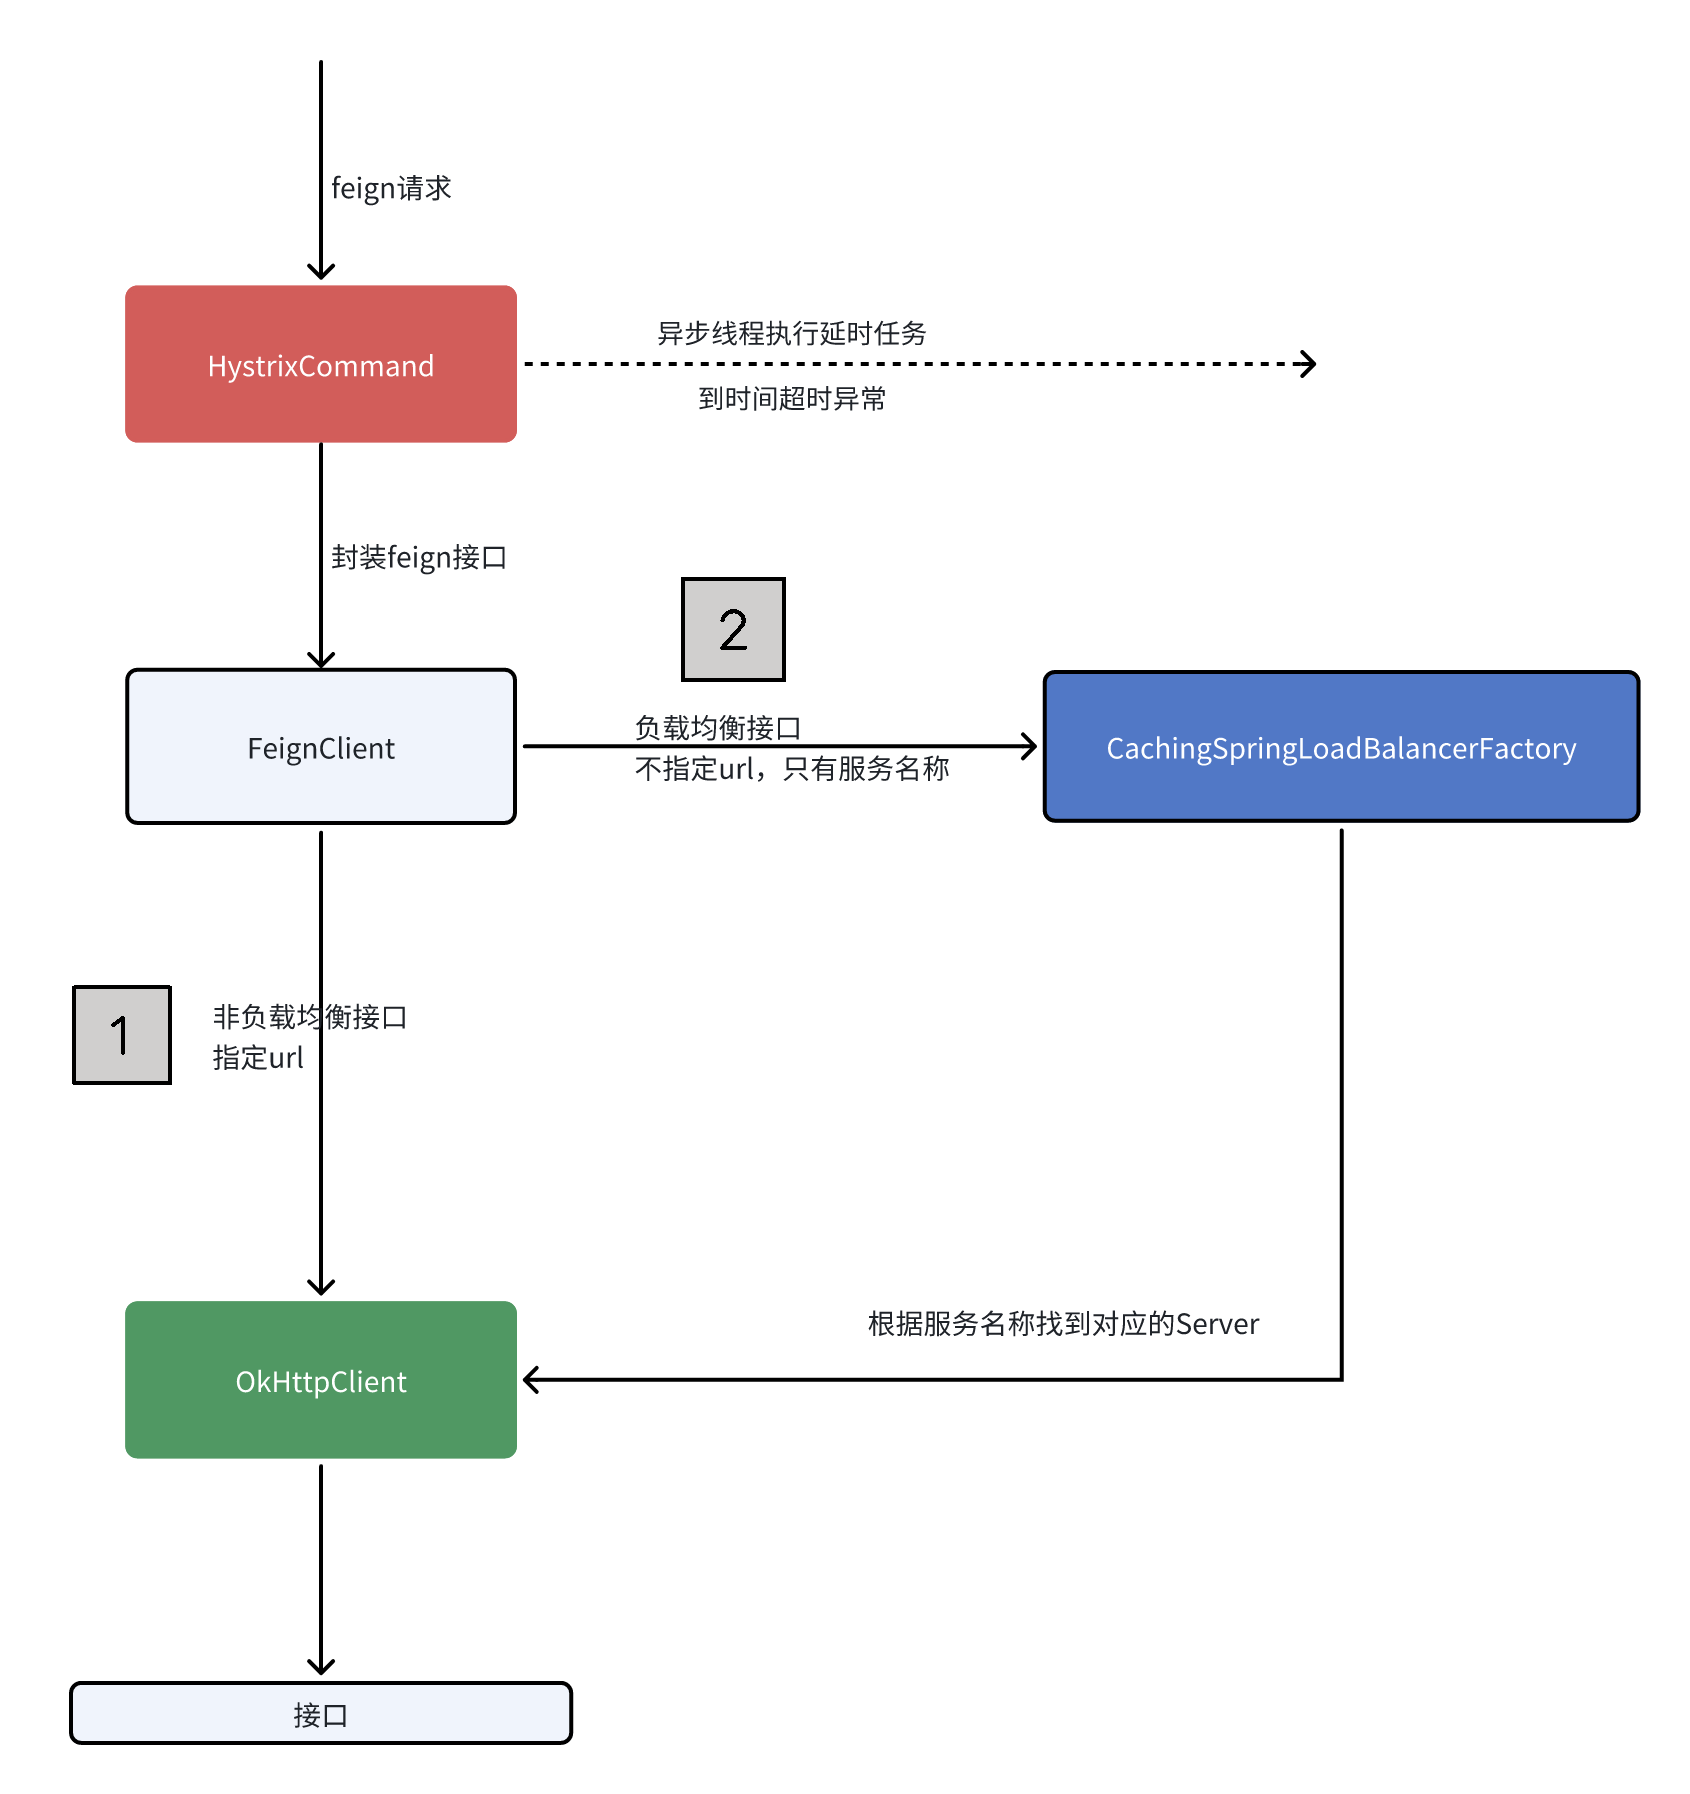 feign请求
HystrixCommand
异步线程执行延时任务
到时间超时异常
封装feign接口
2
FeignClient
负载均衡接口
不指定url，只有服务名称
CachingSpringLoadBalancerFactory
1
非负载均衡接口
指定url
根据服务名称找到对应的Server
OkHttpClient
接口